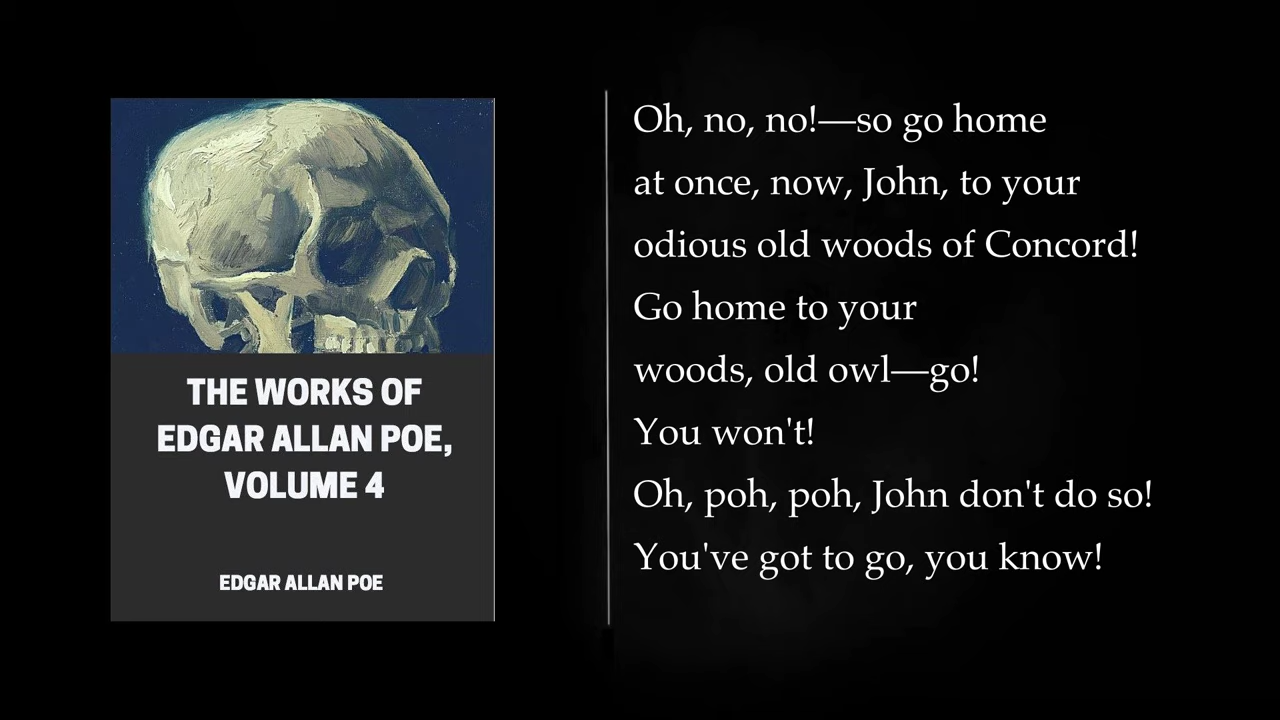 THE WORKS OF
EDGAR ALLAN POE,
VOLUME 4
EDGAR ALLAN POE
Oh, no, no!—so go home
at once, now, John, to your
odious old woods of Concord!
Go home to your
woods, old owl—go!
You won't!
Oh, poh, poh, John don't do so!
You've got to go, you know!